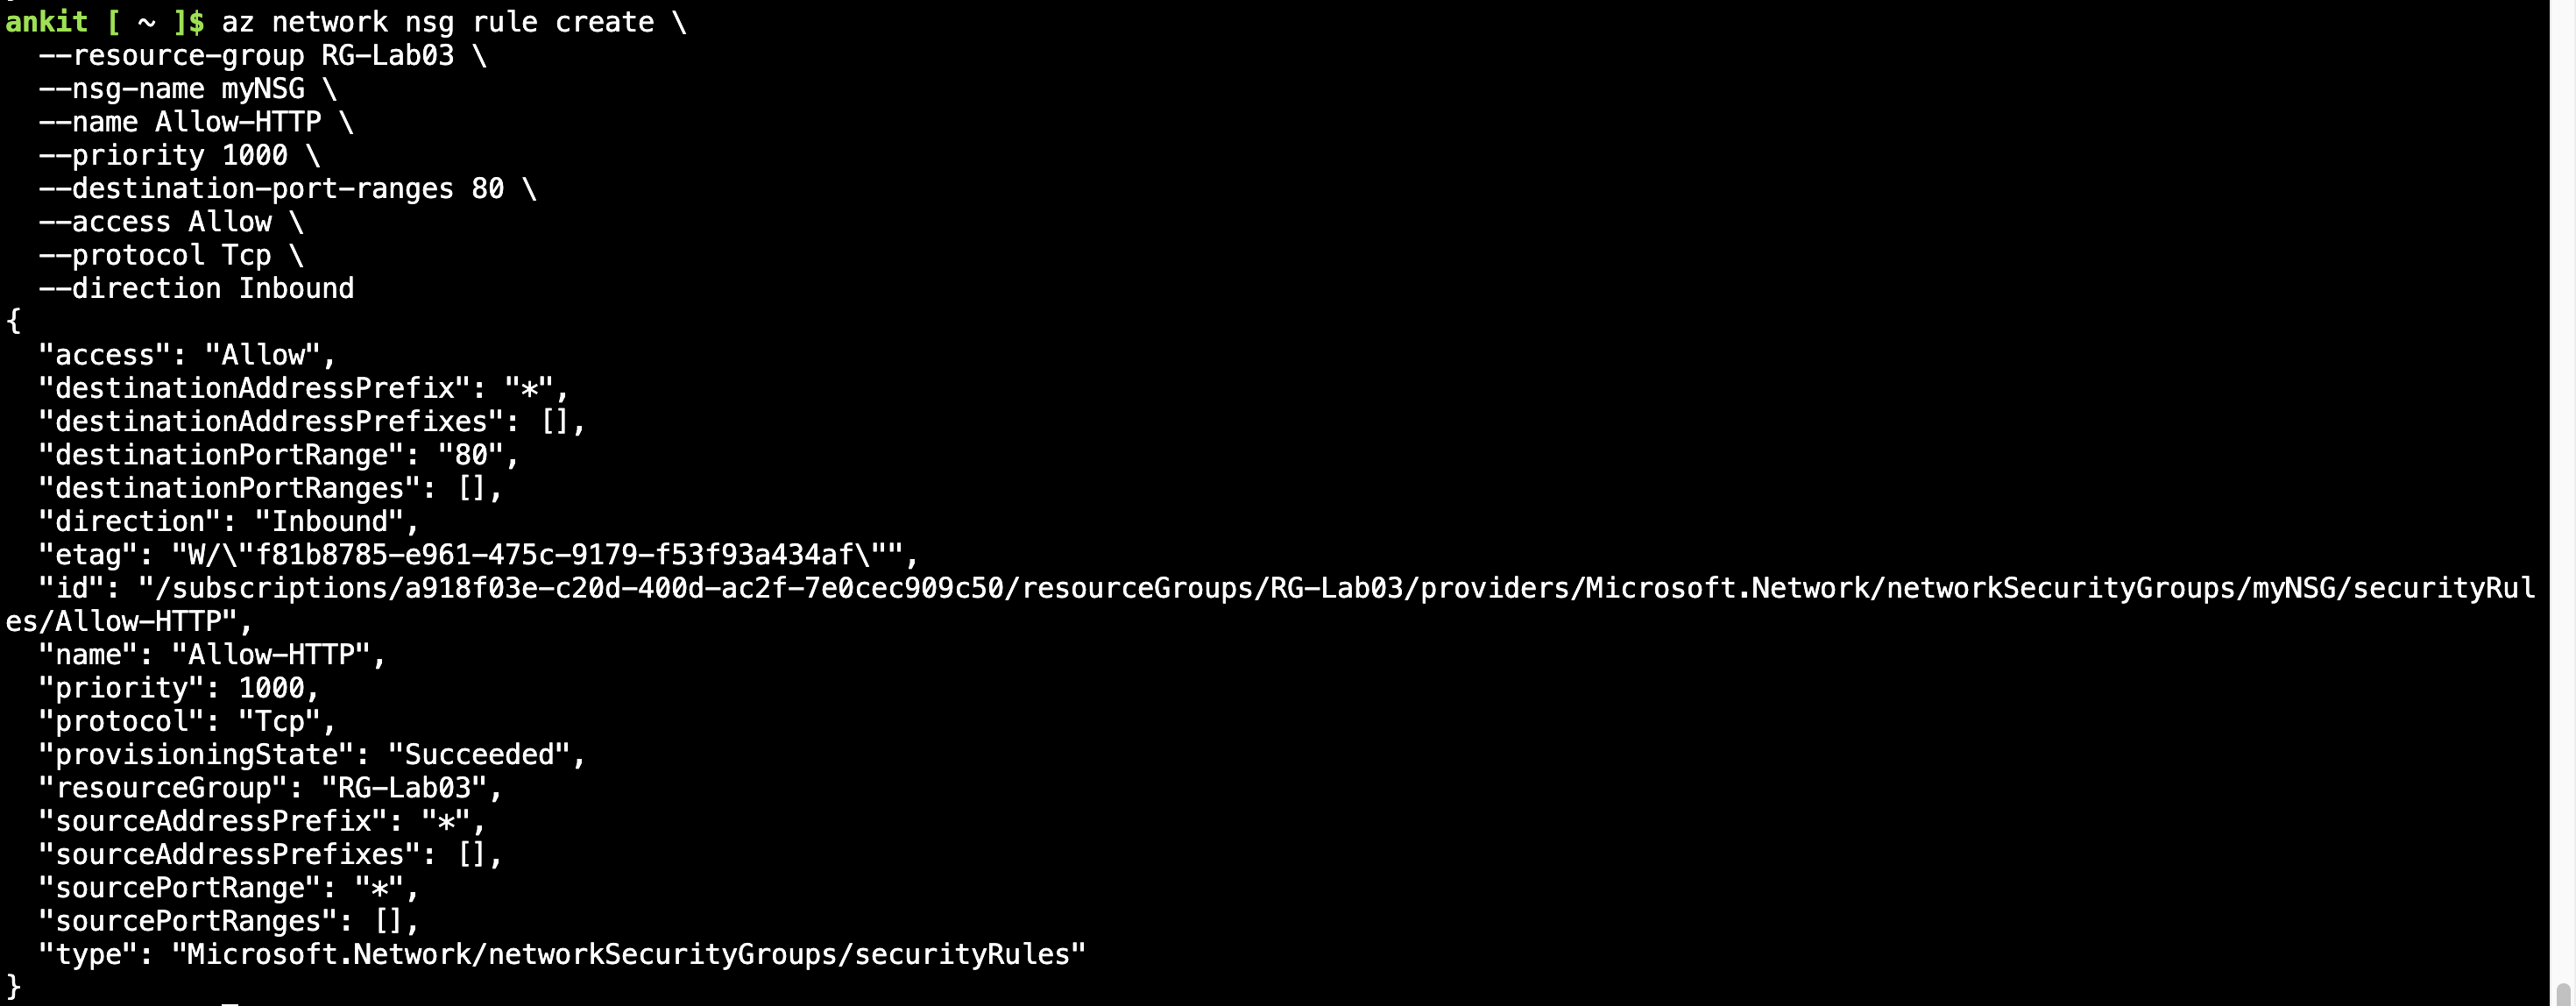 ankit [ ~ ]$ az network nsg rule create \
  --resource-group RG-Lab03 \
  --nsg-name myNSG \
  --name Allow-HTTP \
  --priority 1000 \
  --destination-port-ranges 80 \
  --access Allow \
  --protocol Tcp \
  --direction Inbound
{
  "access": "Allow",
  "destinationAddressPrefix": "*",
  "destinationAddressPrefixes": [],
  "destinationPortRange": "80",
  "destinationPortRanges": [],
  "direction": "Inbound",
  "etag": "W/\"f81b8785-e961-475c-9179-f53f93a434af\"",
  "id": "/subscriptions/a918f03e-c20d-400d-ac2f-7e0cec909c50/resourceGroups/RG-Lab03/providers/Microsoft.Network/networkSecurityGroups/myNSG/securityRul
es/Allow-HTTP",
  "name": "Allow-HTTP",
  "priority": 1000,
  "protocol": "Tcp",
  "provisioningState": "Succeeded",
  "resourceGroup": "RG-Lab03",
  "sourceAddressPrefix": "*",
  "sourceAddressPrefixes": [],
  "sourcePortRange": "*",
  "sourcePortRanges": [],
  "type": "Microsoft.Network/networkSecurityGroups/securityRules"
}